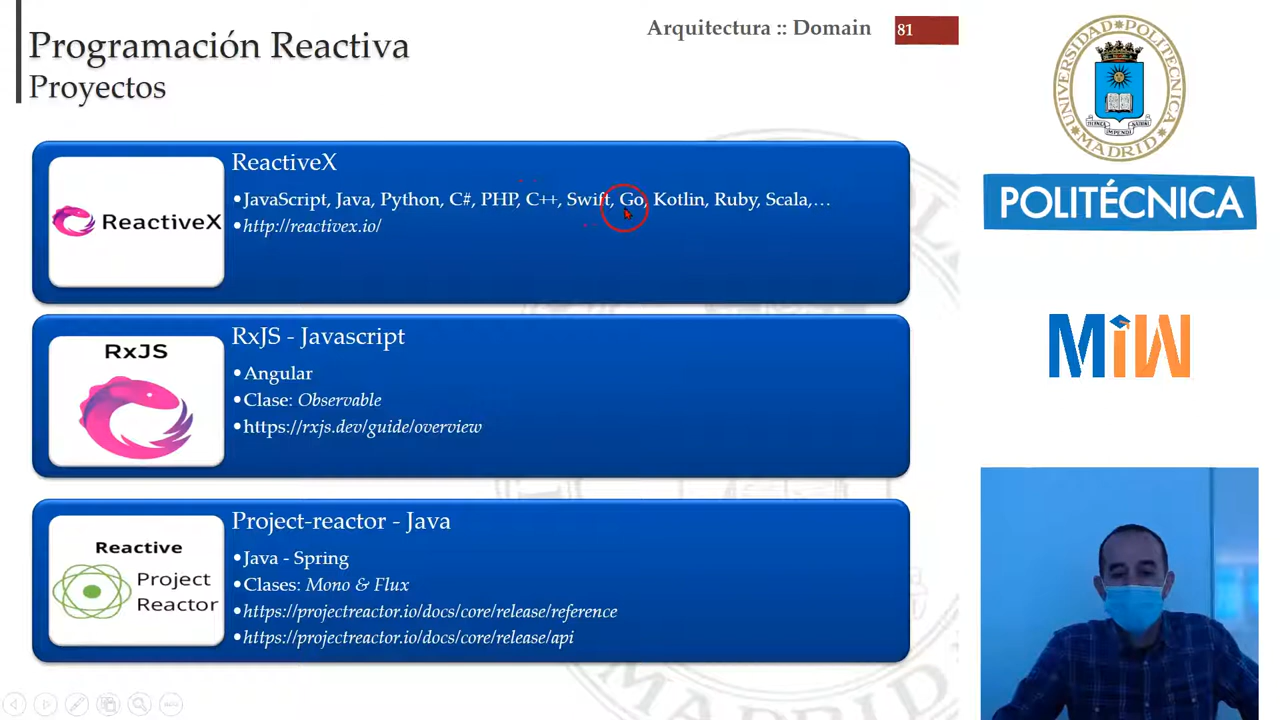 Programación Reactiva
Proyectos
Arquitectura :: Domain
81
ReactiveX
ReactiveX
•JavaScript, Java, Python, C#, PHP, C++, Swift, Go, Kotlin, Ruby, Scala,...
•http://reactivex.io/
RxJS
RxJS - Javascript
•Angular
•Clase: Observable
•https://rxjs.dev/guide/overview
Reactive
Project
Reactor
Project-reactor - Java
•Java - Spring
•Clases: Mono & Flux
•https://projectreactor.io/docs/core/release/reference
•https://projectreactor.io/docs/core/release/api
UNIVERSIDAD POLITÉCNICA
MADRID
POLITÉCNICA
MiW